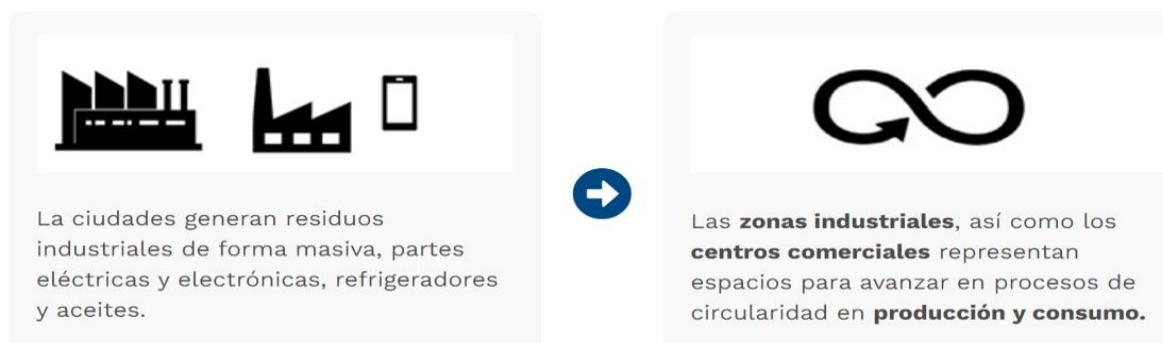 La ciudades generan residuos
industriales de forma masiva, partes
eléctricas y electrónicas, refrigeradores
y aceites.
Las zonas industriales, así como los
centros comerciales representan
espacios para avanzar en procesos de
circularidad en producción y consumo.